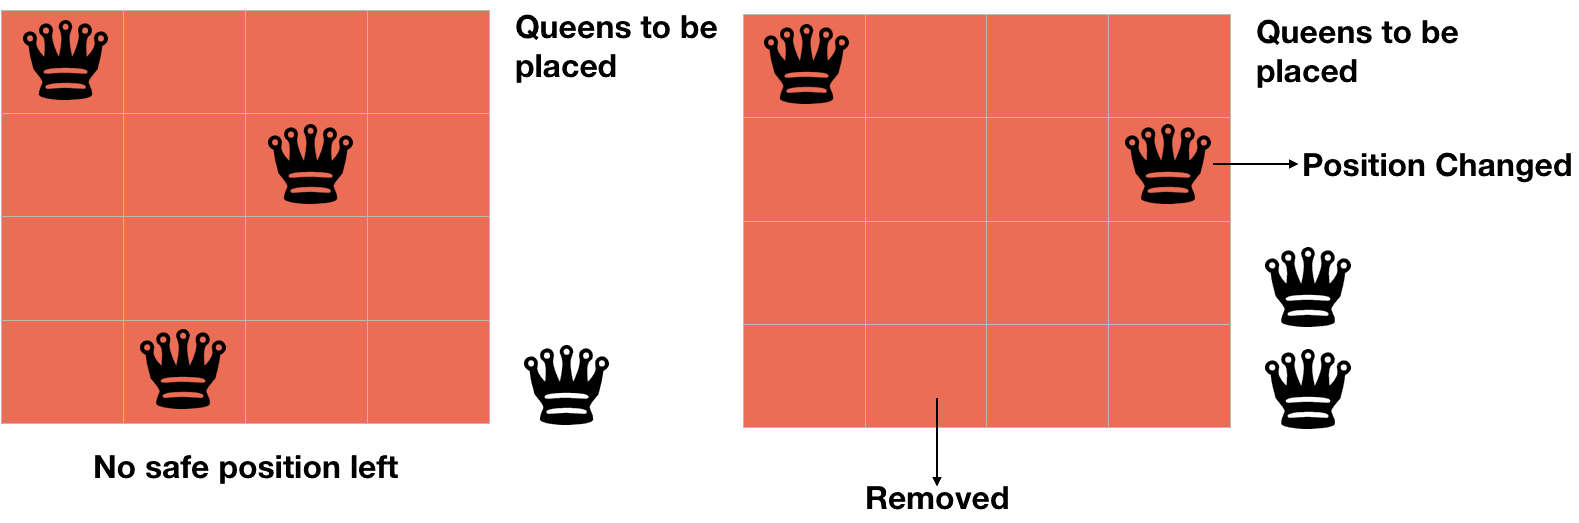 Queens to be
placed
No safe position left
Queens to be
placed
Position Changed
Removed